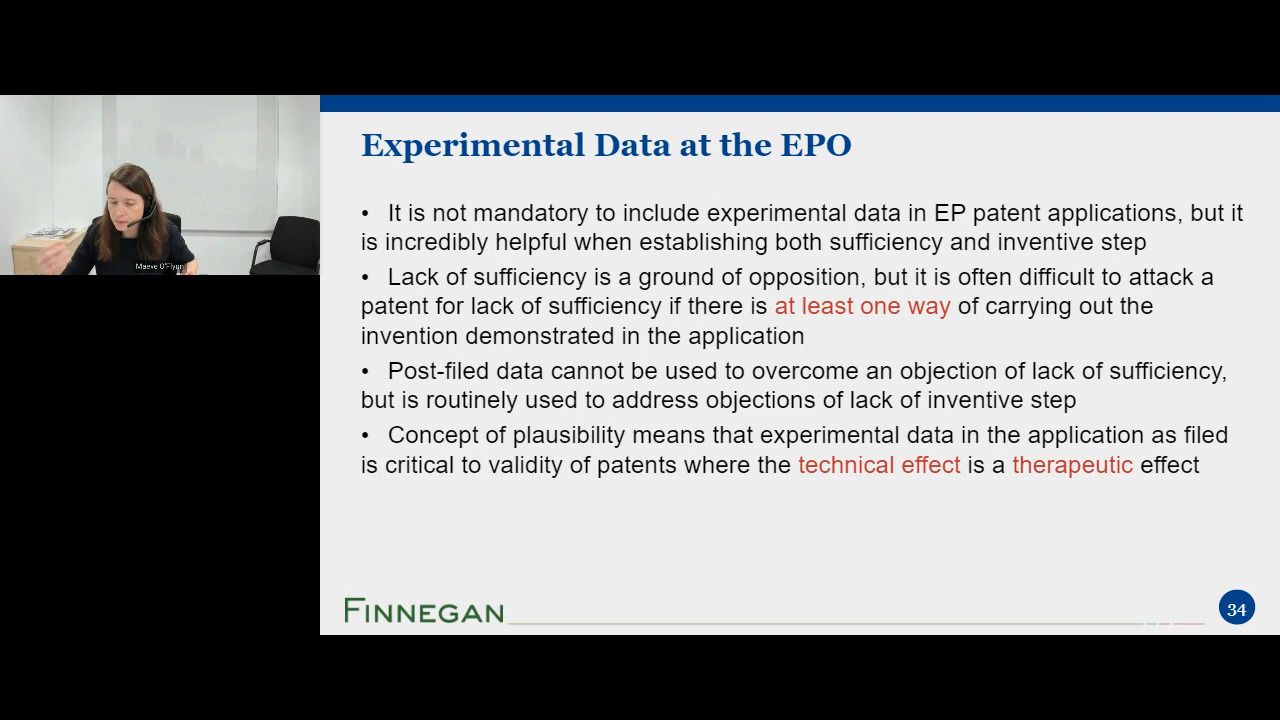 Experimental Data at the EPO
• It is not mandatory to include experimental data in EP patent applications, but it
is incredibly helpful when establishing both sufficiency and inventive step
• Lack of sufficiency is a ground of opposition, but it is often difficult to attack a
patent for lack of sufficiency if there is at least one way of carrying out the
invention demonstrated in the application
• Post-filed data cannot be used to overcome an objection of lack of sufficiency,
but is routinely used to address objections of lack of inventive step
• Concept of plausibility means that experimental data in the application as filed
is critical to validity of patents where the technical effect is a therapeutic effect
Maeve O'Flynn
FINNEGAN
34